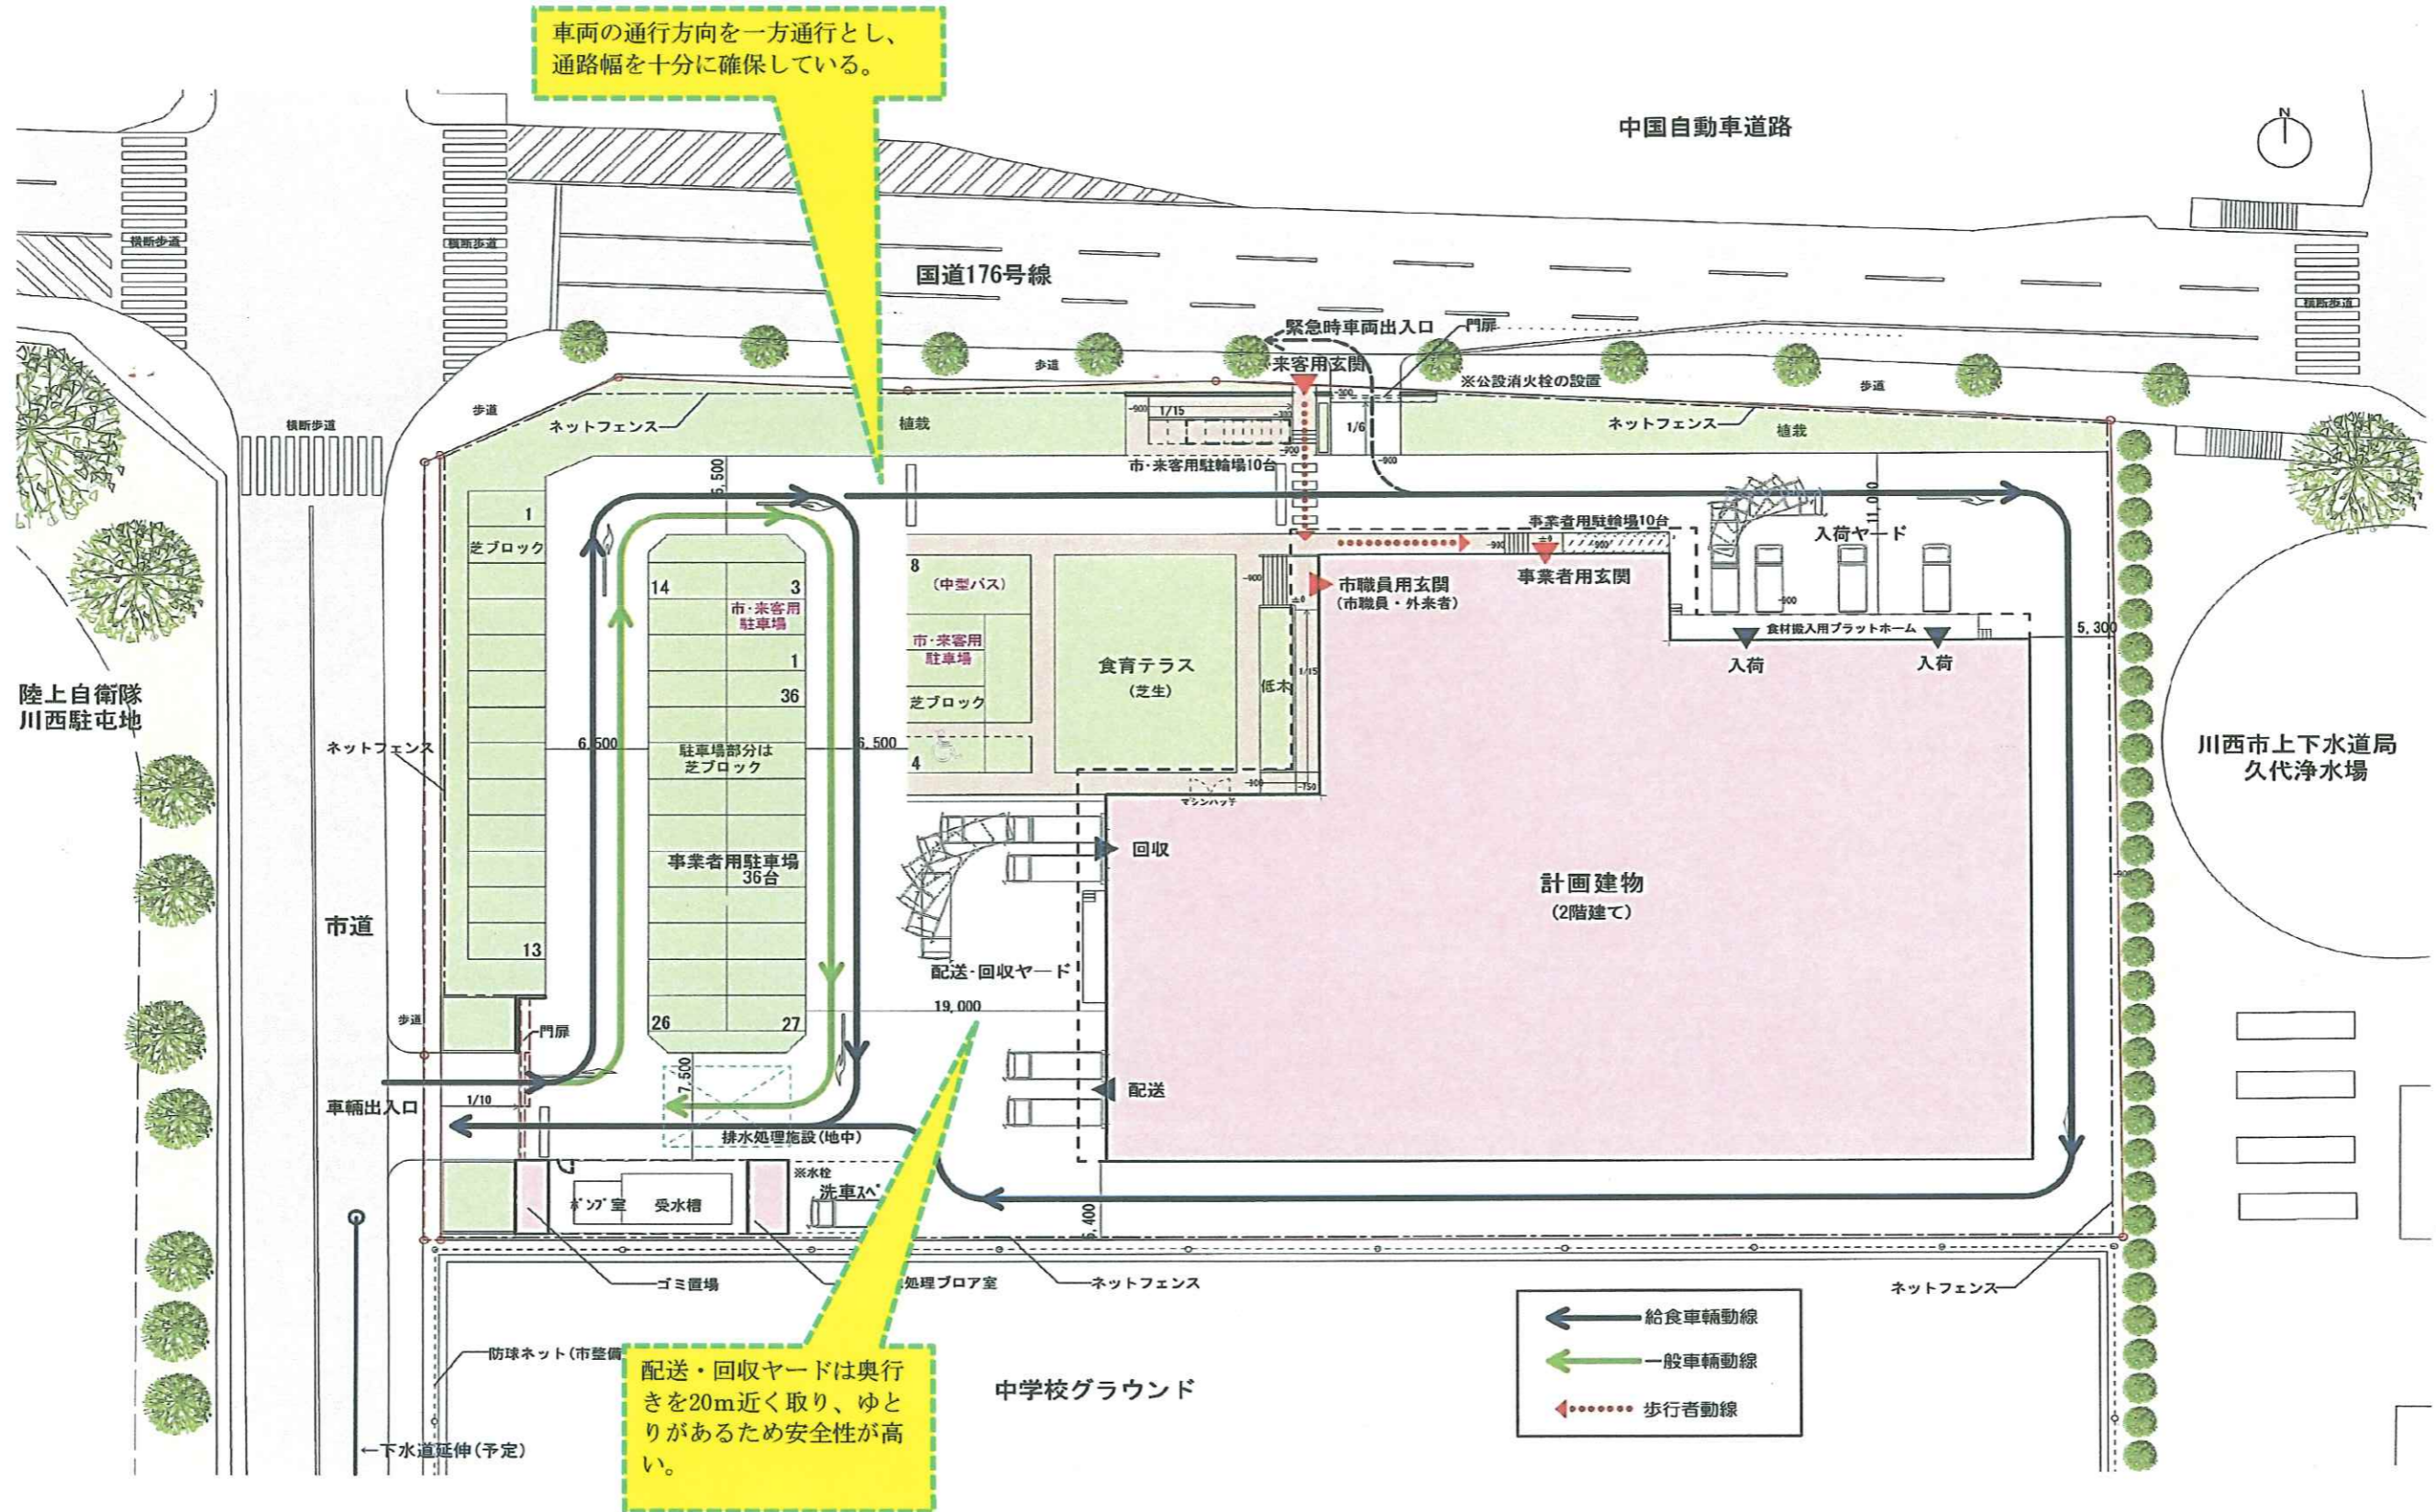 車両の通行方向を一方通行とし、
通路幅を十分に確保している。
中国自動車道路
N
横断歩道
横断歩道
国道176号線
横断歩道
緊急時車両出入口
門扉
来客用玄関
歩道
※公設消火栓の設置
歩道
歩道
横断歩道
ネットフェンス
植栽
-900
1/15
1/6
ネットフェンス
植栽
市・来客用駐輪場10台
-900
11,000
1
芝ブロック
事業者用駐輪場10台
入荷ヤード
-900
±0
-900
14
3
市・来客用
駐車場
8
(中型バス)
-900
市職員用玄関
(市職員・外来者)
事業者用玄関
-900
±0
食材搬入用プラットホーム
5,300
1
市・来客用
駐車場
入荷
入荷
食育テラス
(芝生)
1/15
36
芝ブロック
低木
陸上自衛隊
川西駐屯地
ネットフェンス
6,500
駐車場部分は
芝ブロック
6,500
4
川西市上下水道局
久代浄水場
マシンハッチ
-900
-750
回収
事業者用駐車場
36台
計画建物
(2階建て)
市道
13
配送・回収ヤード
19,000
歩道
門扉
26
27
7,500
配送
車輛出入口
1/10
排水処理施設(地中)
※水栓
洗車スペ
ポンプ室
受水槽
ゴミ置場
処理ブロア室
ネットフェンス
ネットフェンス
給食車輛動線
一般車輛動線
歩行者動線
防球ネット(市整備
配送・回収ヤードは奥行
きを20m近く取り、ゆと
りがあるため安全性が高
い。
中学校グラウンド
←下水道延伸(予定)